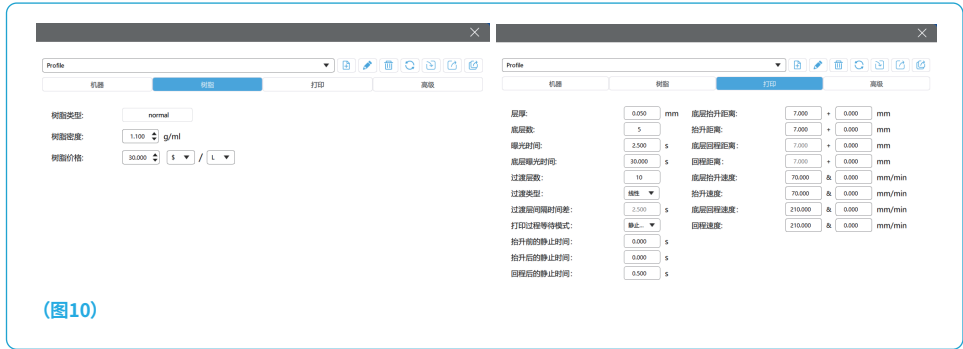 Profile
机器 树脂 打印 高级
树脂类型: normal
树脂密度: 1.100 g/ml
树脂价格: 30.000 $ / L
(图10)
Profile
机器 树脂 打印 高级
层厚: 0.050 mm 底层抬升距离: 7.000 + 0.000 mm
底层数: 5 抬升距离: 7.000 + 0.000 mm
曝光时间: 2.500 s 底层回程距离: 7.000 + 0.000 mm
底层曝光时间: 30.000 s 回程距离: 7.000 + 0.000 mm
过渡层数: 10 底层抬升速度: 70.000 & 0.000 mm/min
过渡类型: 线性 抬升速度: 70.000 & 0.000 mm/min
过渡层间隔时间差: 2.500 s 底层回程速度: 210.000 & 0.000 mm/min
打印过程等待模式: 静止... 回程速度: 210.000 & 0.000 mm/min
抬升前的静止时间: 0.000 s
抬升后的静止时间: 0.000 s
回程后的静止时间: 0.500 s